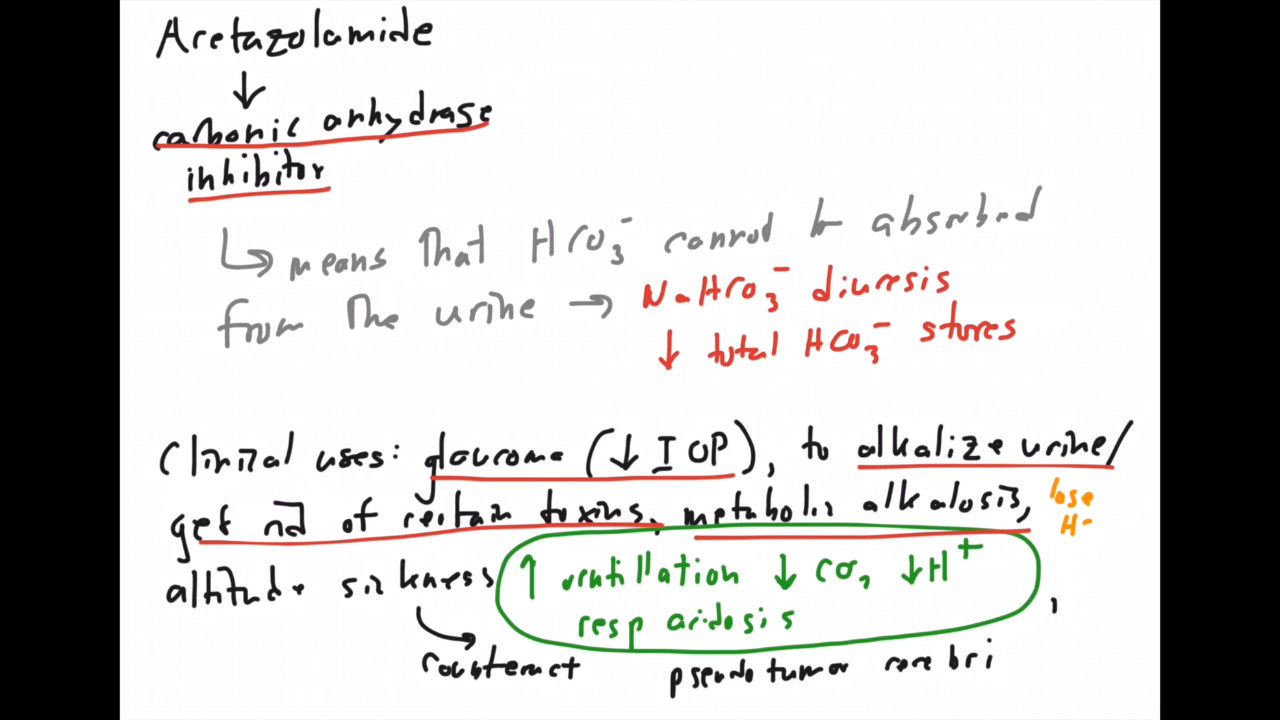 Acetazolamide
↓
carbonic anhydrase
inhibitor
↳ means that HCO3⁻ cannot be absorbed
from the urine → NaHCO3⁻ diuresis
↓ total HCO3⁻ stores
Clinical uses: glaucoma (↓ IOP), to alkalize urine/
get rid of certain toxins, metabolic alkalosis, lose
H⁻
altitude sickness ↑ ventillation ↓ CO2 ↓ H⁺
resp acidosis ,
counteract pseudotumor cerebri